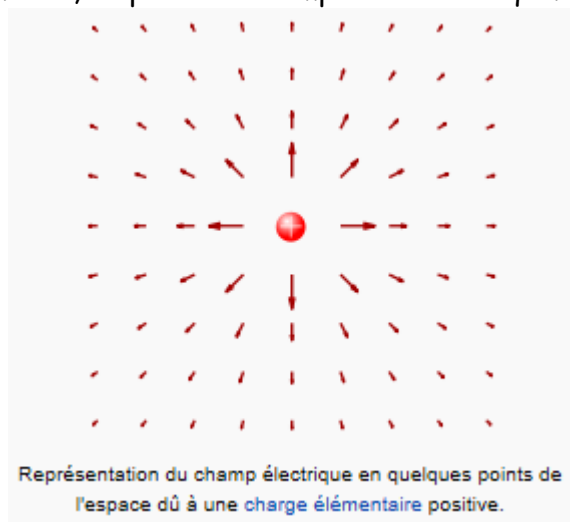 Représentation du champ électrique en quelques points de
l'espace dû à une charge élémentaire positive.